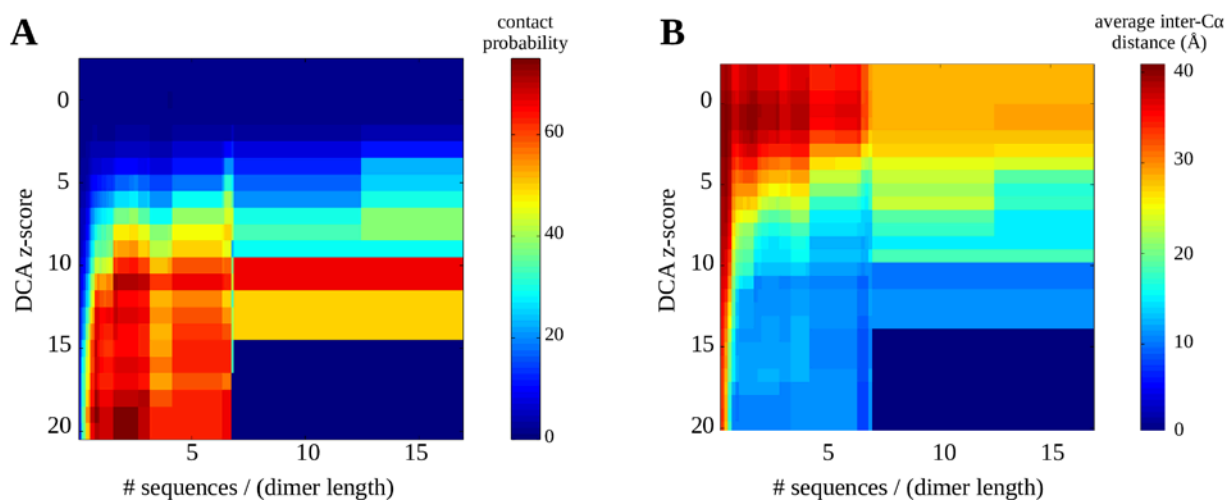 A
contact
probability
0
5
10
15
20
DCA z-score
5
10
15
# sequences / (dimer length)
60
40
20
0
B
average inter-Cα
distance (Å)
0
5
10
15
20
DCA z-score
5
10
15
# sequences / (dimer length)
40
30
20
10
0